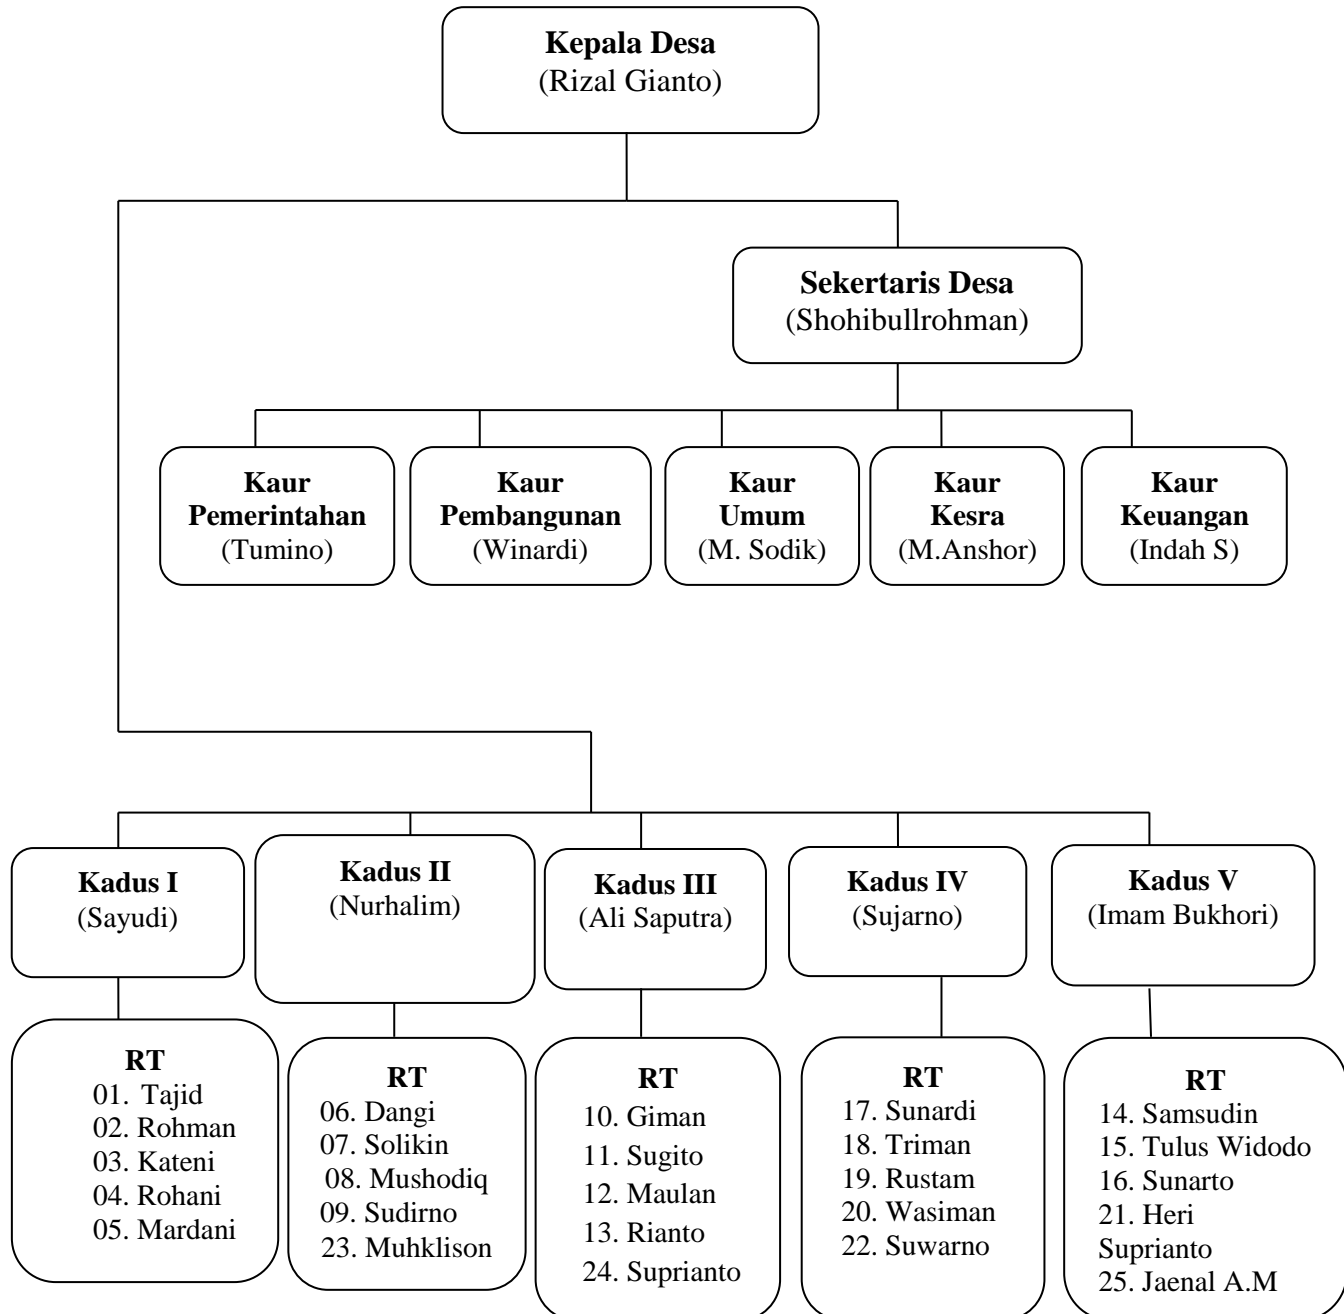 Kepala Desa
(Rizal Gianto)
Sekertaris Desa
(Shohibullrohman)
Kaur
Pemerintahan
(Tumino)
Kaur
Pembangunan
(Winardi)
Kaur
Umum
(M. Sodik)
Kaur
Kesra
(M.Anshor)
Kaur
Keuangan
(Indah S)
Kadus I
(Sayudi)
Kadus II
(Nurhalim)
Kadus III
(Ali Saputra)
Kadus IV
(Sujarno)
Kadus V
(Imam Bukhori)
RT
01. Tajid
02. Rohman
03. Kateni
04. Rohani
05. Mardani
RT
06. Dangi
07. Solikin
08. Mushodiq
09. Sudirno
23. Muhklison
RT
10. Giman
11. Sugito
12. Maulan
13. Rianto
24. Suprianto
RT
17. Sunardi
18. Triman
19. Rustam
20. Wasiman
22. Suwarno
RT
14. Samsudin
15. Tulus Widodo
16. Sunarto
21. Heri
Suprianto
25. Jaenal A.M